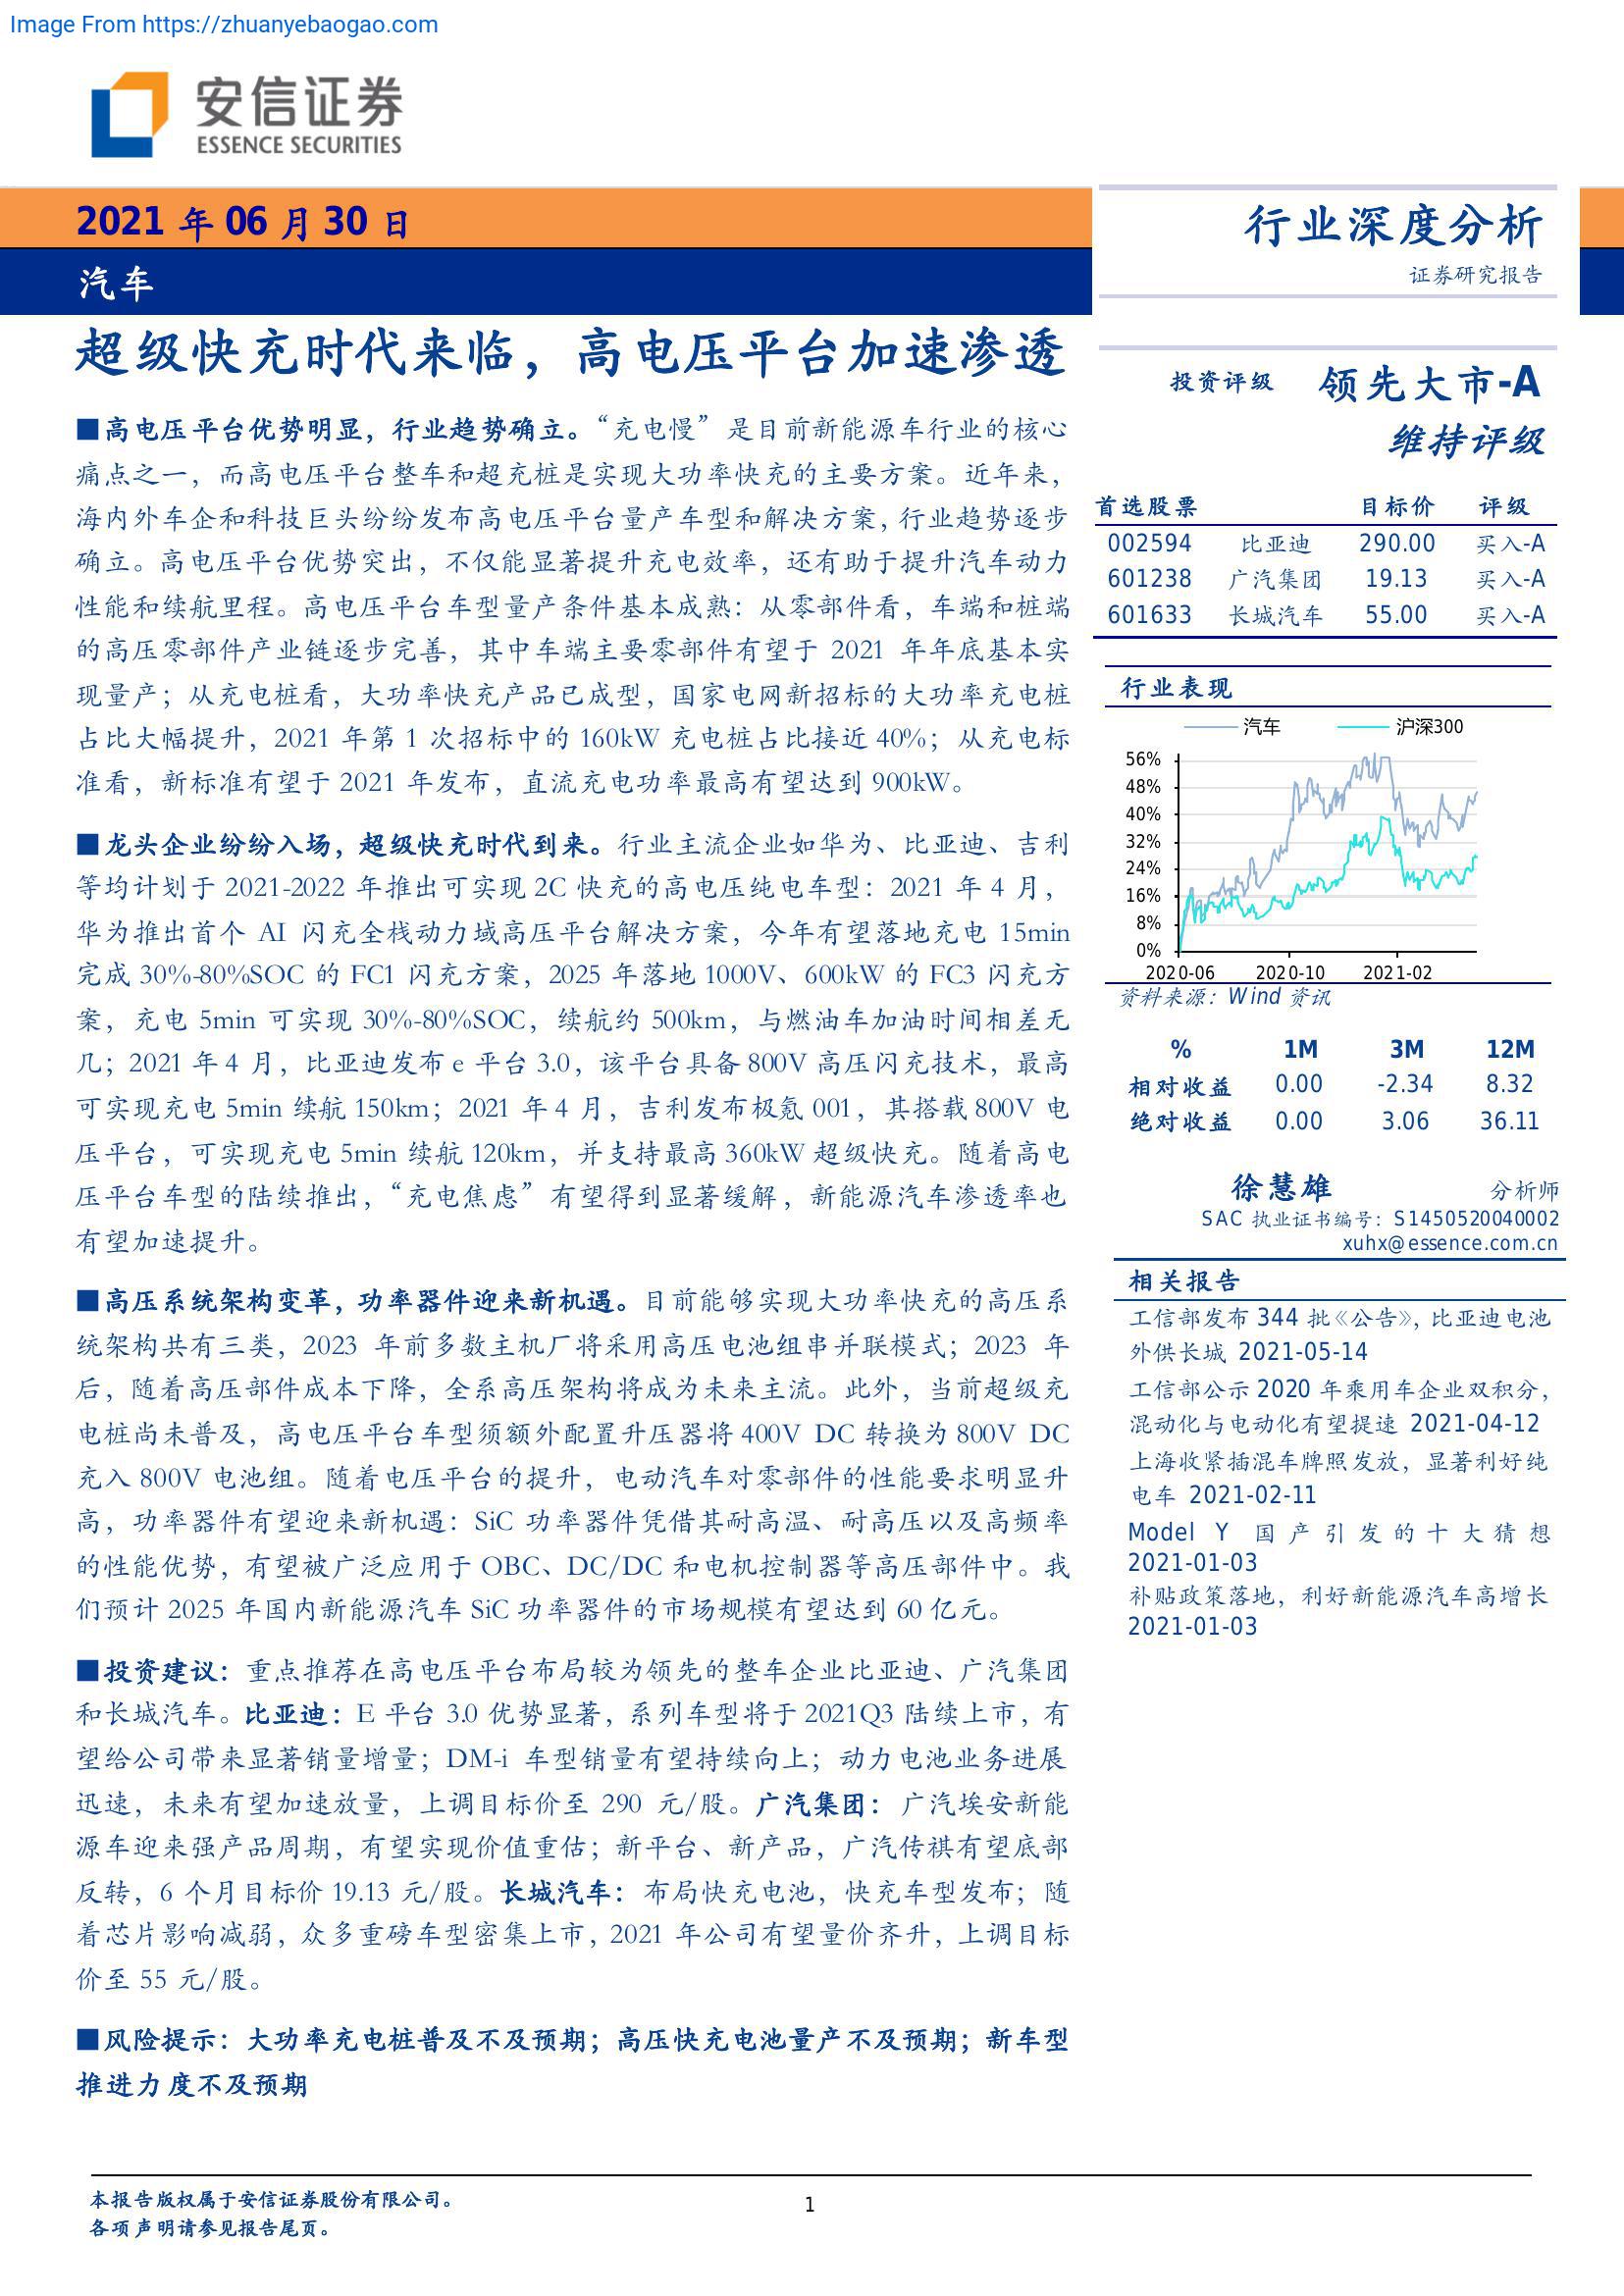 Image From https://zhuanyebaogao.com
安信证券
ESSENCE SECURITIES
2021 年 06 月 30 日
汽车
行业深度分析
证券研究报告
超级快充时代来临，高电压平台加速渗透
■高电压平台优势明显，行业趋势确立。“充电慢”是目前新能源车行业的核心
痛点之一，而高电压平台整车和超充桩是实现大功率快充的主要方案。近年来，
海内外车企和科技巨头纷纷发布高电压平台量产车型和解决方案，行业趋势逐步
确立。高电压平台优势突出，不仅能显著提升充电效率，还有助于提升汽车动力
性能和续航里程。高电压平台车型量产条件基本成熟：从零部件看，车端和桩端
的高压零部件产业链逐步完善，其中车端主要零部件有望于 2021 年年底基本实
现量产；从充电桩看，大功率快充产品已成型，国家电网新招标的大功率充电桩
占比大幅提升，2021 年第 1 次招标中的 160kW 充电桩占比接近 40%；从充电标
准看，新标准有望于 2021 年发布，直流充电功率最高有望达到 900kW。
■龙头企业纷纷入场，超级快充时代到来。行业主流企业如华为、比亚迪、吉利
等均计划于 2021-2022 年推出可实现 2C 快充的高电压纯电车型：2021 年 4 月，
华为推出首个 AI 闪充全栈动力域高压平台解决方案，今年有望落地充电 15min
完成 30%-80%SOC 的 FC1 闪充方案，2025 年落地 1000V、600kW 的 FC3 闪充方
案，充电 5min 可实现 30%-80%SOC，续航约 500km，与燃油车加油时间相差无
几；2021 年 4 月，比亚迪发布 e 平台 3.0，该平台具备 800V 高压闪充技术，最高
可实现充电 5min 续航 150km；2021 年 4 月，吉利发布极氪 001，其搭载 800V 电
压平台，可实现充电 5min 续航 120km，并支持最高 360kW 超级快充。随着高电
压平台车型的陆续推出，“充电焦虑”有望得到显著缓解，新能源汽车渗透率也
有望加速提升。
■高压系统架构变革，功率器件迎来新机遇。目前能够实现大功率快充的高压系
统架构共有三类，2023 年前多数主机厂将采用高压电池组串并联模式；2023 年
后，随着高压部件成本下降，全系高压架构将成为未来主流。此外，当前超级充
电桩尚未普及，高电压平台车型须额外配置升压器将 400V DC 转换为 800V DC
充入 800V 电池组。随着电压平台的提升，电动汽车对零部件的性能要求明显升
高，功率器件有望迎来新机遇：SiC 功率器件凭借其耐高温、耐高压以及高频率
的性能优势，有望被广泛应用于 OBC、DC/DC 和电机控制器等高压部件中。我
们预计 2025 年国内新能源汽车 SiC 功率器件的市场规模有望达到 60 亿元。
■投资建议：重点推荐在高电压平台布局较为领先的整车企业比亚迪、广汽集团
和长城汽车。比亚迪：E 平台 3.0 优势显著，系列车型将于 2021Q3 陆续上市，有
望给公司带来显著销量增量；DM-i 车型销量有望持续向上；动力电池业务进展
迅速，未来有望加速放量，上调目标价至 290 元/股。广汽集团：广汽埃安新能
源车迎来强产品周期，有望实现价值重估；新平台、新产品，广汽传祺有望底部
反转，6 个月目标价 19.13 元/股。长城汽车：布局快充电池，快充车型发布；随
着芯片影响减弱，众多重磅车型密集上市，2021 年公司有望量价齐升，上调目标
价至 55 元/股。
■风险提示：大功率充电桩普及不及预期；高压快充电池量产不及预期；新车型
推进力度不及预期
投资评级 领先大市-A
维持评级
首选股票 目标价 评级
002594 比亚迪 290.00 买入-A
601238 广汽集团 19.13 买入-A
601633 长城汽车 55.00 买入-A
行业表现
汽车 沪深300
56%
48%
40%
32%
24%
16%
8%
0%
2020-06 2020-10 2021-02
资料来源：Wind 资讯
% 1M 3M 12M
相对收益 0.00 -2.34 8.32
绝对收益 0.00 3.06 36.11
徐慧雄 分析师
SAC 执业证书编号：S1450520040002
xuhx@essence.com.cn
相关报告
工信部发布 344 批《公告》，比亚迪电池
外供长城 2021-05-14
工信部公示 2020 年乘用车企业双积分，
混动化与电动化有望提速 2021-04-12
上海收紧插混车牌照发放，显著利好纯
电车 2021-02-11
Model Y 国产引发的十大猜想
2021-01-03
补贴政策落地，利好新能源汽车高增长
2021-01-03
本报告版权属于安信证券股份有限公司。
各项声明请参见报告尾页。
1